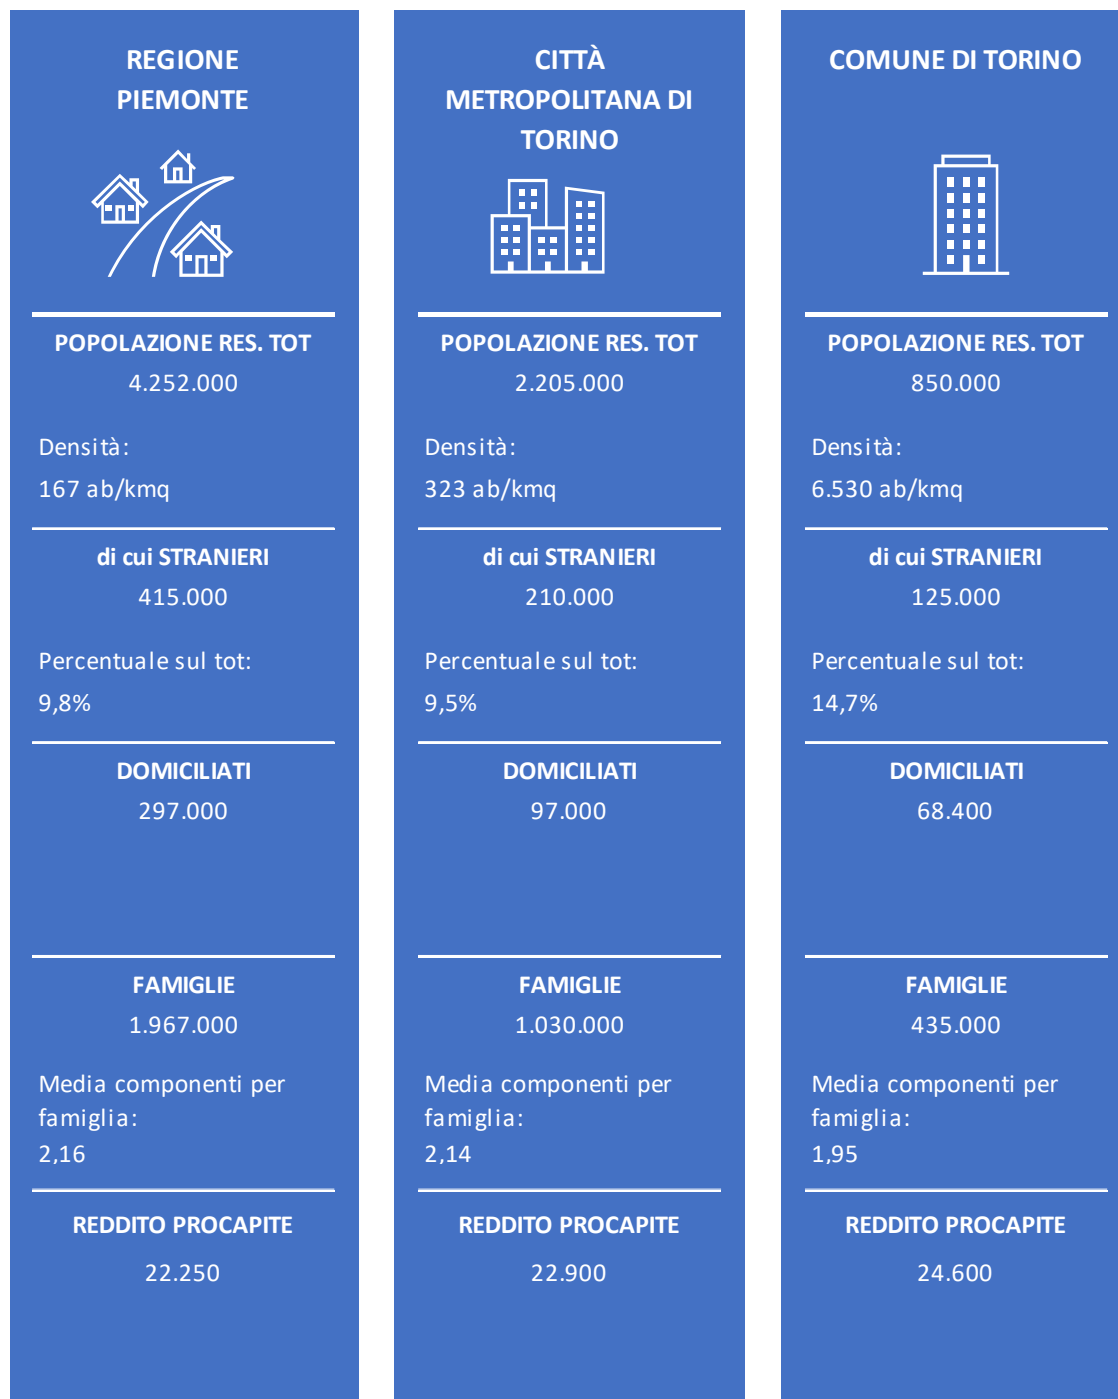 REGIONE
PIEMONTE
POPOLAZIONE RES. TOT
4.252.000
Densità:
167 ab/kmq
di cui STRANIERI
415.000
Percentuale sul tot:
9,8%
DOMICILIATI
297.000
FAMIGLIE
1.967.000
Media componenti per
famiglia:
2,16
REDDITO PROCAPITE
22.250
CITTÀ
METROPOLITANA DI
TORINO
POPOLAZIONE RES. TOT
2.205.000
Densità:
323 ab/kmq
di cui STRANIERI
210.000
Percentuale sul tot:
9,5%
DOMICILIATI
97.000
FAMIGLIE
1.030.000
Media componenti per
famiglia:
2,14
REDDITO PROCAPITE
22.900
COMUNE DI TORINO
POPOLAZIONE RES. TOT
850.000
Densità:
6.530 ab/kmq
di cui STRANIERI
125.000
Percentuale sul tot:
14,7%
DOMICILIATI
68.400
FAMIGLIE
435.000
Media componenti per
famiglia:
1,95
REDDITO PROCAPITE
24.600